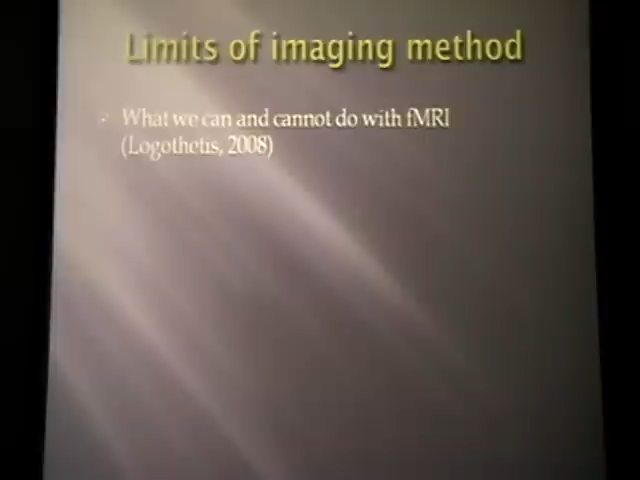 Limits of imaging method
What we can and cannot do with fMRI
(Logothetis, 2008)